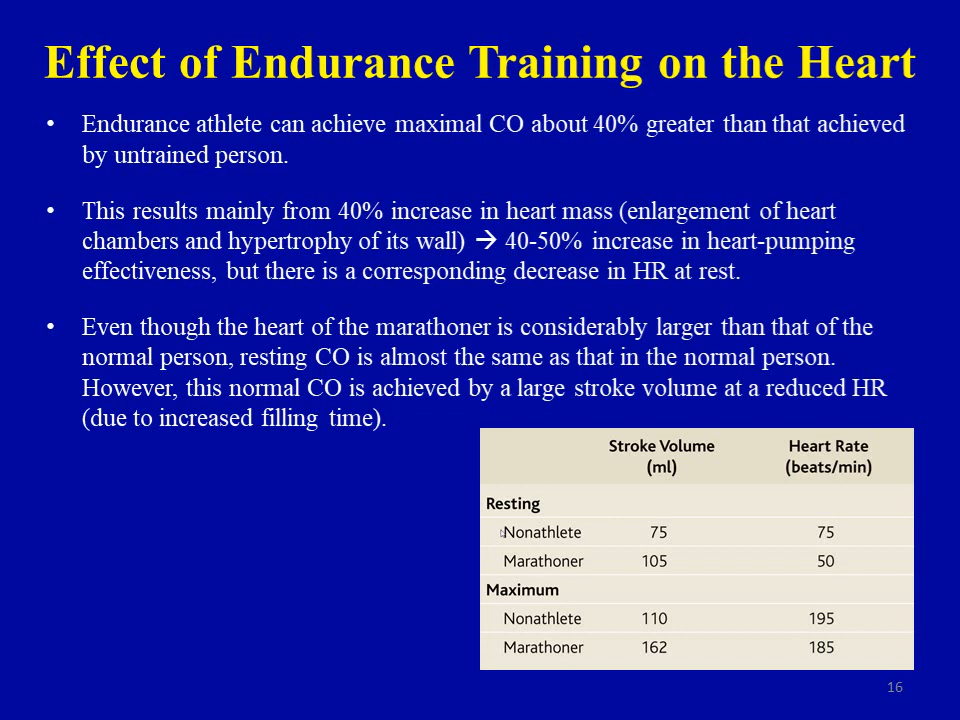 Effect of Endurance Training on the Heart
• Endurance athlete can achieve maximal CO about 40% greater than that achieved
by untrained person.
• This results mainly from 40% increase in heart mass (enlargement of heart
chambers and hypertrophy of its wall) → 40-50% increase in heart-pumping
effectiveness, but there is a corresponding decrease in HR at rest.
• Even though the heart of the marathoner is considerably larger than that of the
normal person, resting CO is almost the same as that in the normal person.
However, this normal CO is achieved by a large stroke volume at a reduced HR
(due to increased filling time).
Stroke Volume Heart Rate
(ml) (beats/min)
Resting
Nonathlete 75 75
Marathoner 105 50
Maximum
Nonathlete 110 195
Marathoner 162 185
16